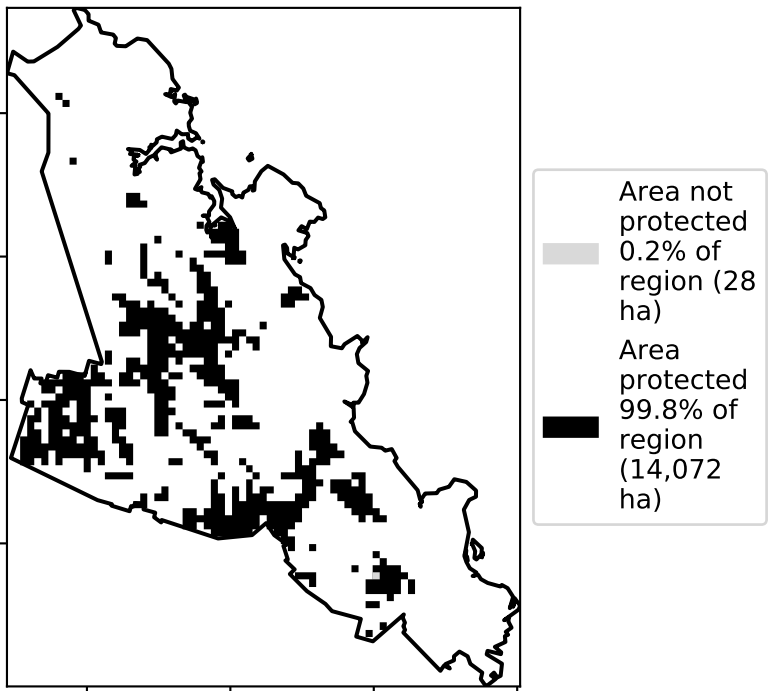 Area not
protected
0.2% of
region (28
ha)
Area
protected
99.8% of
region
(14,072
ha)